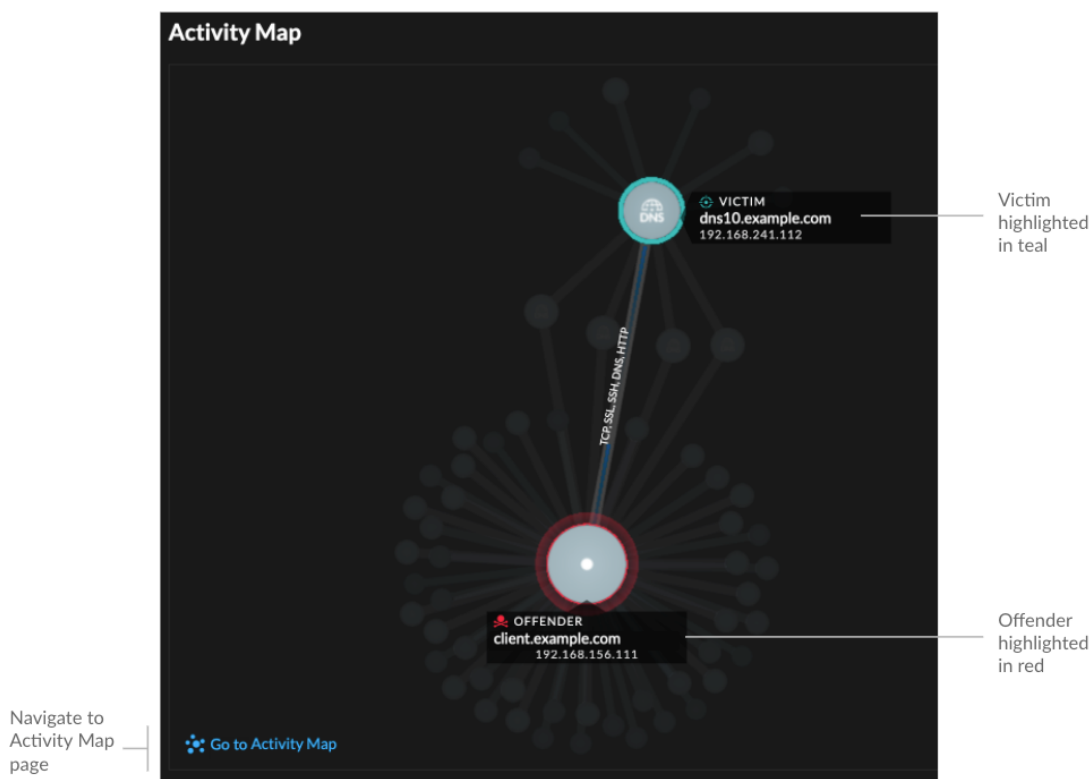 Activity Map
DNS
VICTIM
dns10.example.com
192.168.241.112
Victim
highlighted
in teal
TCP, SSL, SSH, DNS, HTTP
OFFENDER
client.example.com
192.168.156.111
Offender
highlighted
in red
Navigate to
Activity Map
page
Go to Activity Map